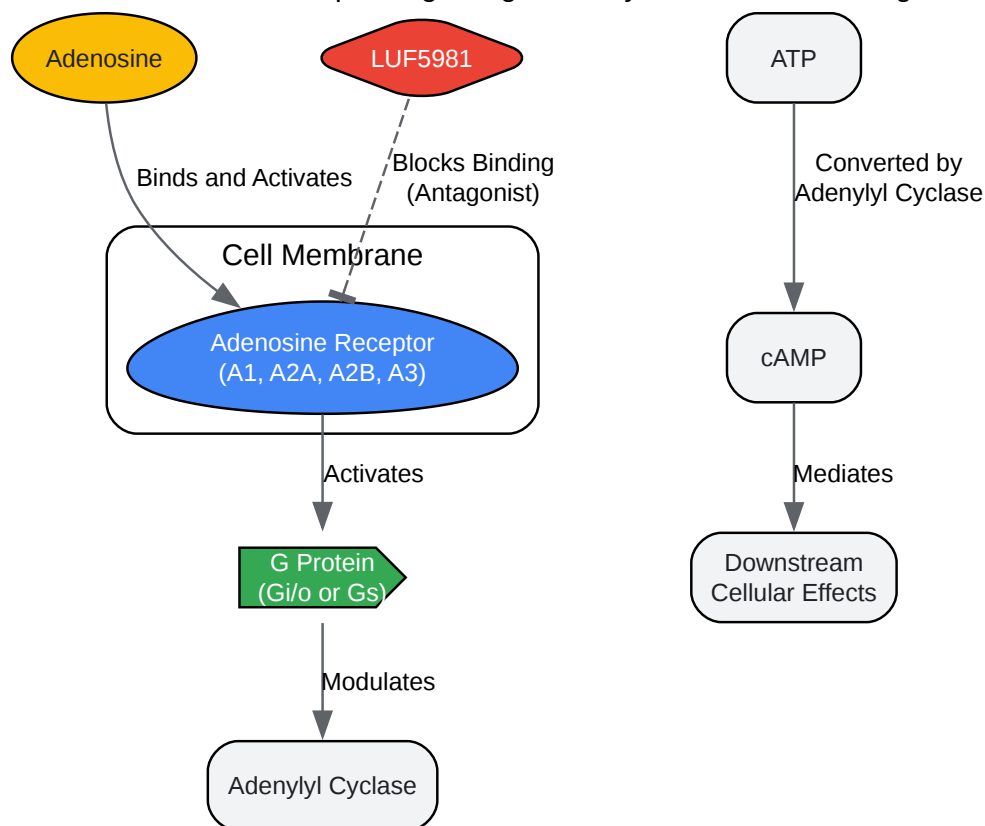 Adenosine
LUF5981
ATP
Binds and Activates
Blocks Binding
(Antagonist)
Converted by
Adenylyl Cyclase
Cell Membrane
Adenosine Receptor
(A1, A2A, A2B, A3)
cAMP
Activates
Mediates
G Protein
(Gi/o or Gs)
Downstream
Cellular Effects
Modulates
Adenylyl Cyclase